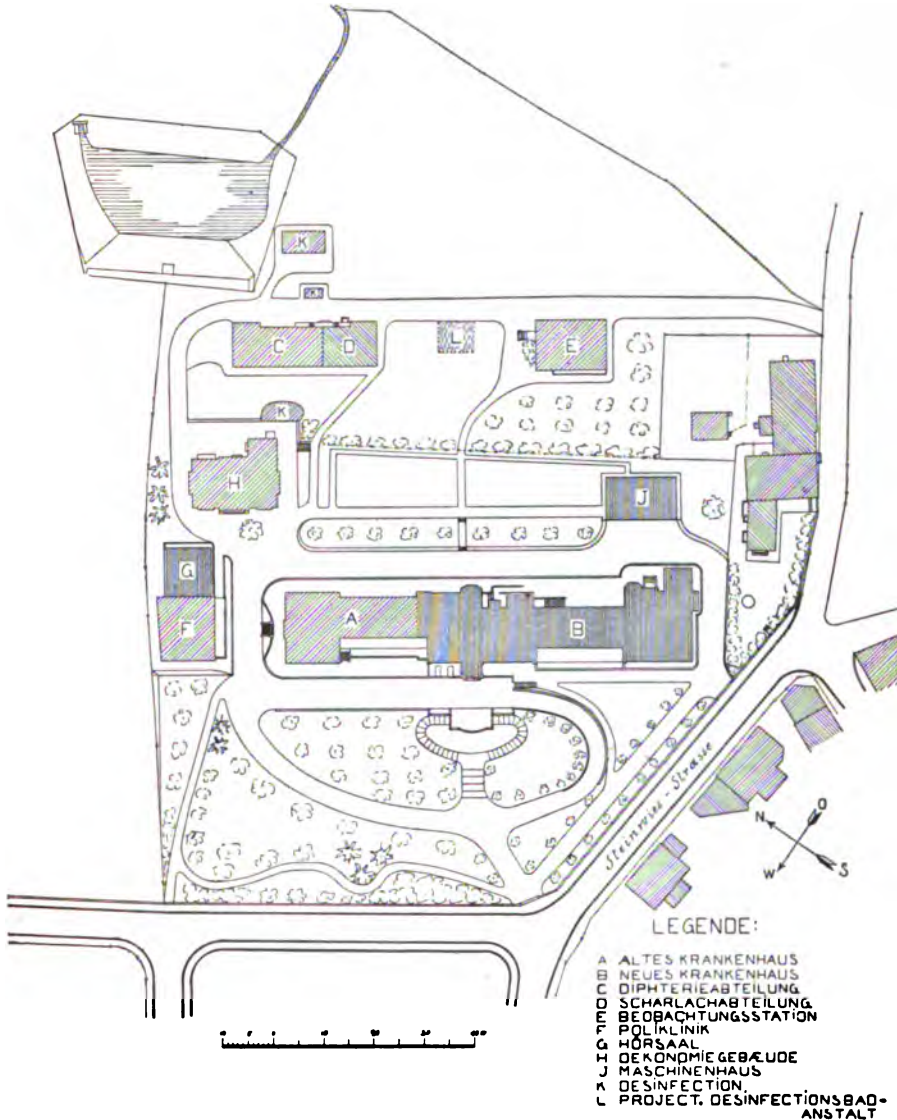 K
K
C
D
L
E
K
H
J
G
F
A
B
Steinwies-Strasse
N
O
W
S
LEGENDE:
A ALTES KRANKENHAUS
B NEUES KRANKENHAUS
C DIPHTERIEABTEILUNG
D SCHARLACHABTEILUNG
E BEOBACHTUNGSSTATION
F POLIKLINIK
G HÖRSAAL
H OEKONOMIEGEBÆUDE
J MASCHINENHAUS
K DESINFECTION
L PROJECT. DESINFECTIONSBAD-
ANSTALT